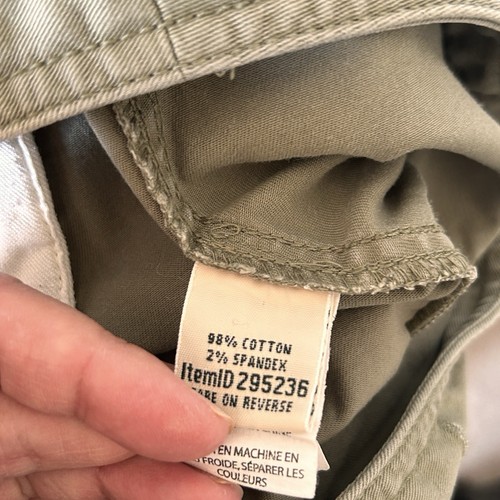 98% COTTON
2% SPANDEX
ItemID 295236
CARE ON REVERSE
EN MACHINE EN
FROIDE, SÉPARER LES
COULEURS